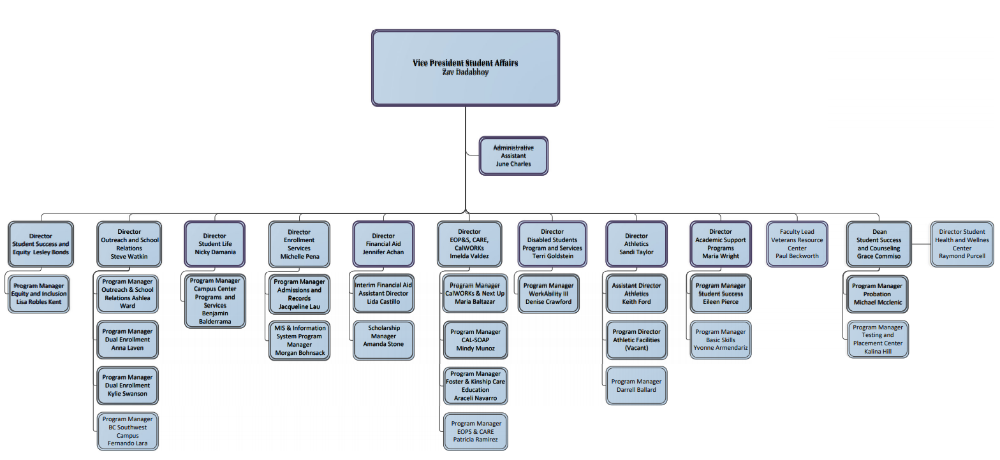 Vice President Student Affairs
Zav Dadabhoy
Administrative
Assistant
June Charles
Director
Student Success and
Equity Lesley Bonds
Director
Outreach and School
Relations
Steve Watkin
Director
Student Life
Nicky Damania
Director
Enrollment
Services
Michelle Pena
Director
Financial Aid
Jennifer Achan
Director
EOP&S, CARE,
CalWORKs
Imelda Valdez
Director
Disabled Students
Program and Services
Terri Goldstein
Director
Athletics
Sandi Taylor
Director
Academic Support
Programs
Maria Wright
Faculty Lead
Veterans Resource
Center
Paul Beckworth
Dean
Student Success
and Counseling
Grace Commiso
Director Student
Health and Wellnes
Center
Raymond Purcell
Program Manager
Equity and Inclusion
Lisa Robles Kent
Program Manager
Outreach & School
Relations Ashlea
Ward
Program Manager
Dual Enrollment
Anna Laven
Program Manager
Dual Enrollment
Kylie Swanson
Program Manager
BC Southwest
Campus
Fernando Lara
Program Manager
Campus Center
Programs and
Services
Benjamin
Balderrama
Program Manager
Admissions and
Records
Jacqueline Lau
MIS & Information
System Program
Manager
Morgan Bohnsack
Interim Financial Aid
Assistant Director
Lida Castillo
Scholarship
Manager
Amanda Stone
Program Manager
CalWORKs & Next Up
Maria Baltazar
Program Manager
CAL-SOAP
Mindy Munoz
Program Manager
Foster & Kinship Care
Education
Araceli Navarro
Program Manager
EOPS & CARE
Patricia Ramirez
Program Manager
WorkAbility III
Denise Crawford
Assistant Director
Athletics
Keith Ford
Program Director
Athletic Facilities
(Vacant)
Program Manager
Darrell Ballard
Program Manager
Student Success
Eileen Pierce
Program Manager
Basic Skills
Yvonne Armendariz
Program Manager
Probation
Michael Mcclenic
Program Manager
Testing and
Placement Center
Kalina Hill